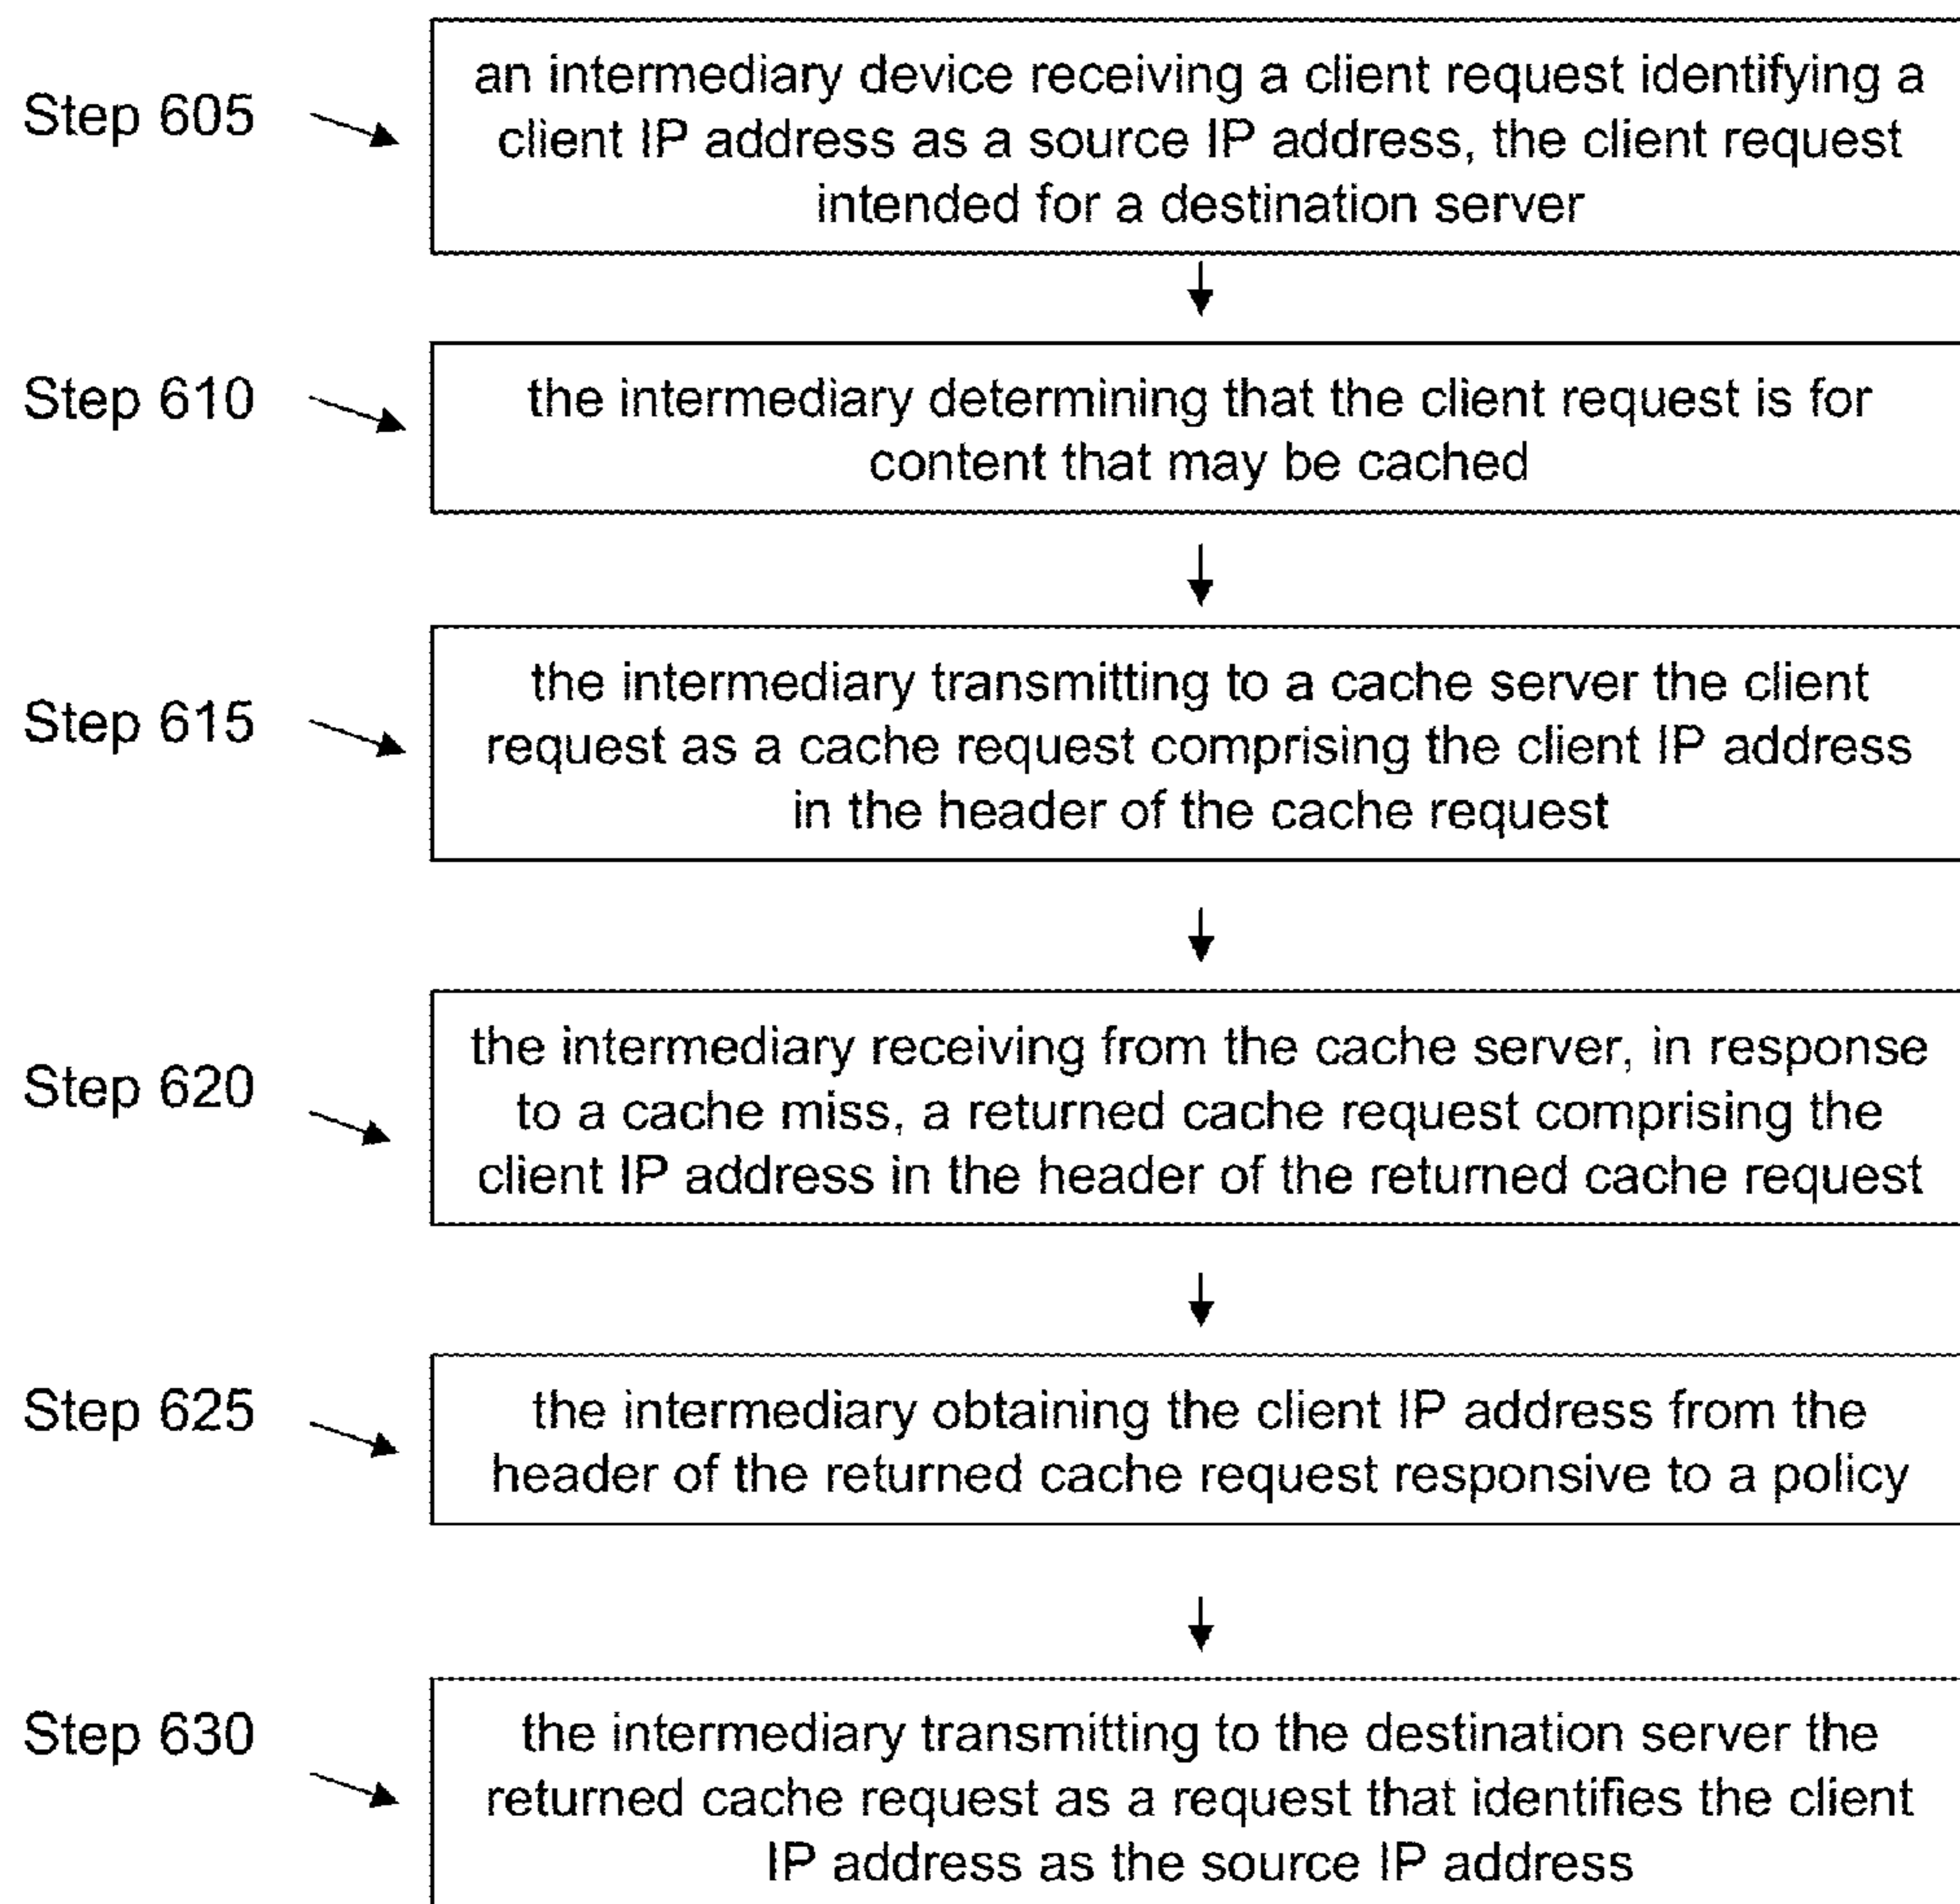 Step 605
an intermediary device receiving a client request identifying a
client IP address as a source IP address, the client request
intended for a destination server
Step 610
the intermediary determining that the client request is for
content that may be cached
Step 615
the intermediary transmitting to a cache server the client
request as a cache request comprising the client IP address
in the header of the cache request
Step 620
the intermediary receiving from the cache server, in response
to a cache miss, a returned cache request comprising the
client IP address in the header of the returned cache request
Step 625
the intermediary obtaining the client IP address from the
header of the returned cache request responsive to a policy
Step 630
the intermediary transmitting to the destination server the
returned cache request as a request that identifies the client
IP address as the source IP address